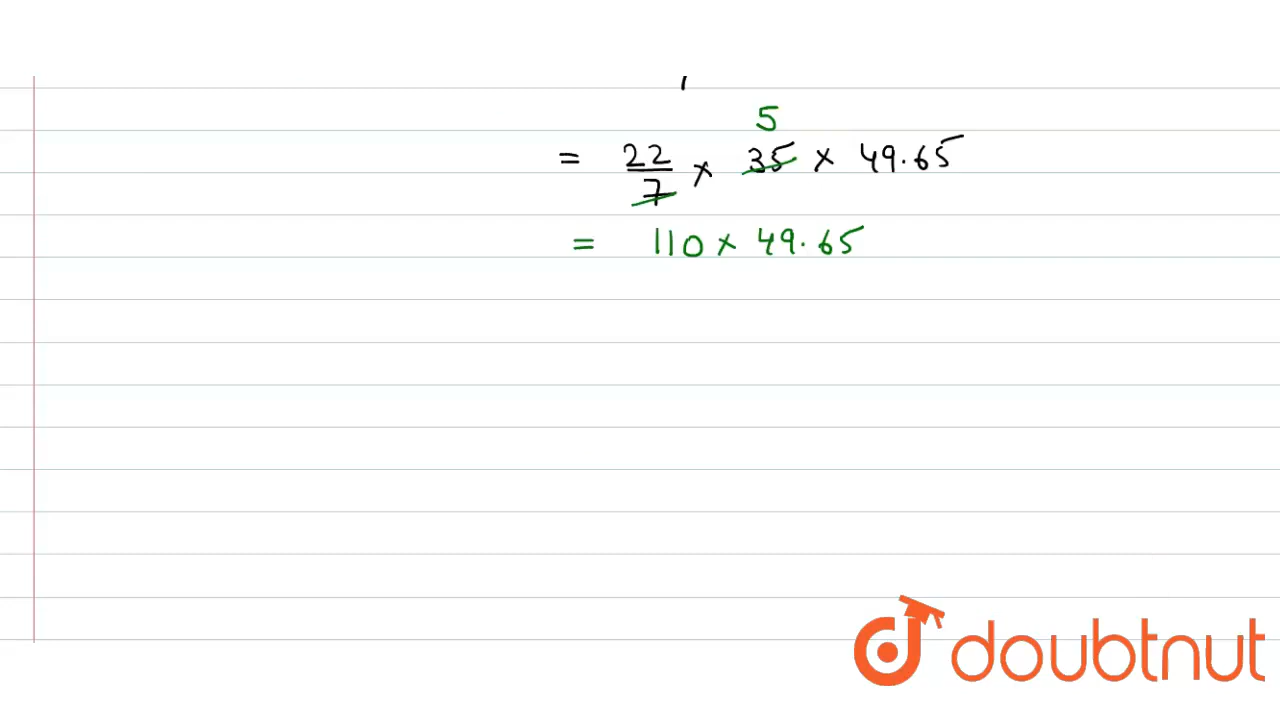 5
= 22/7 × 35 × 49.65
= 110 × 49.65
doubtnut